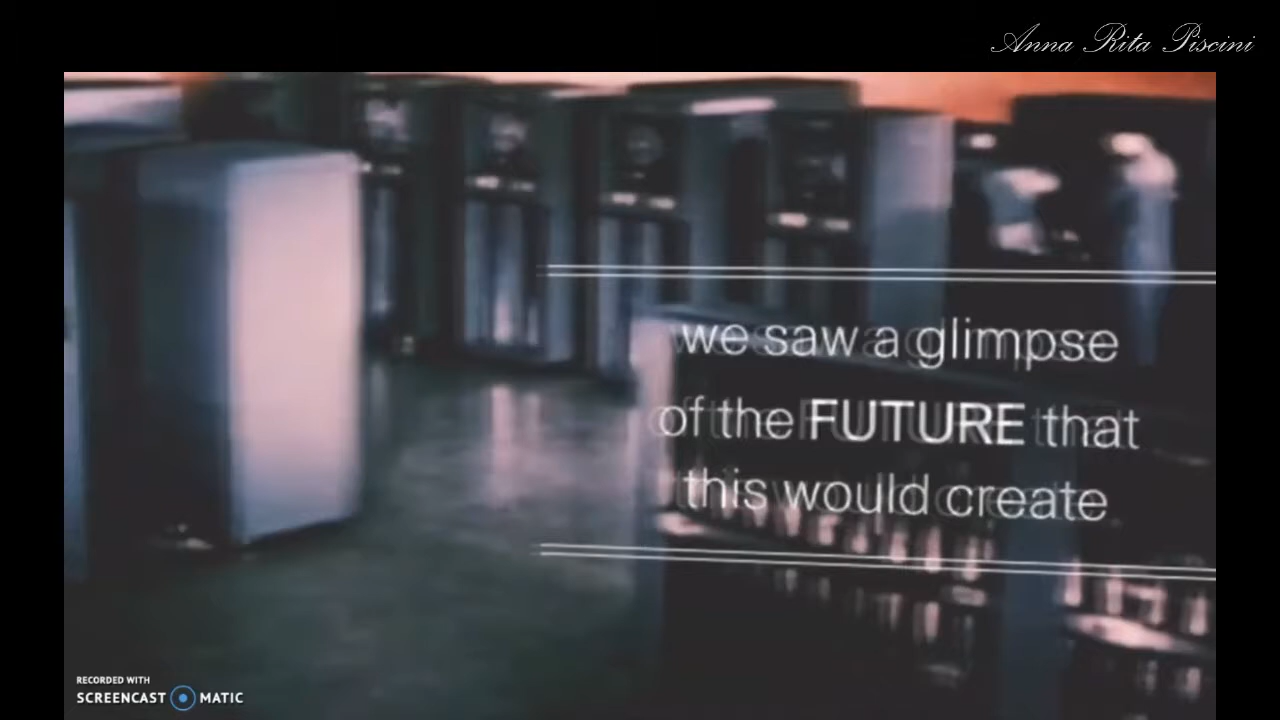 Anna Rita Piscini
we saw a glimpse
of the FUTURE that
this would create
RECORDED WITH
SCREENCAST MATIC